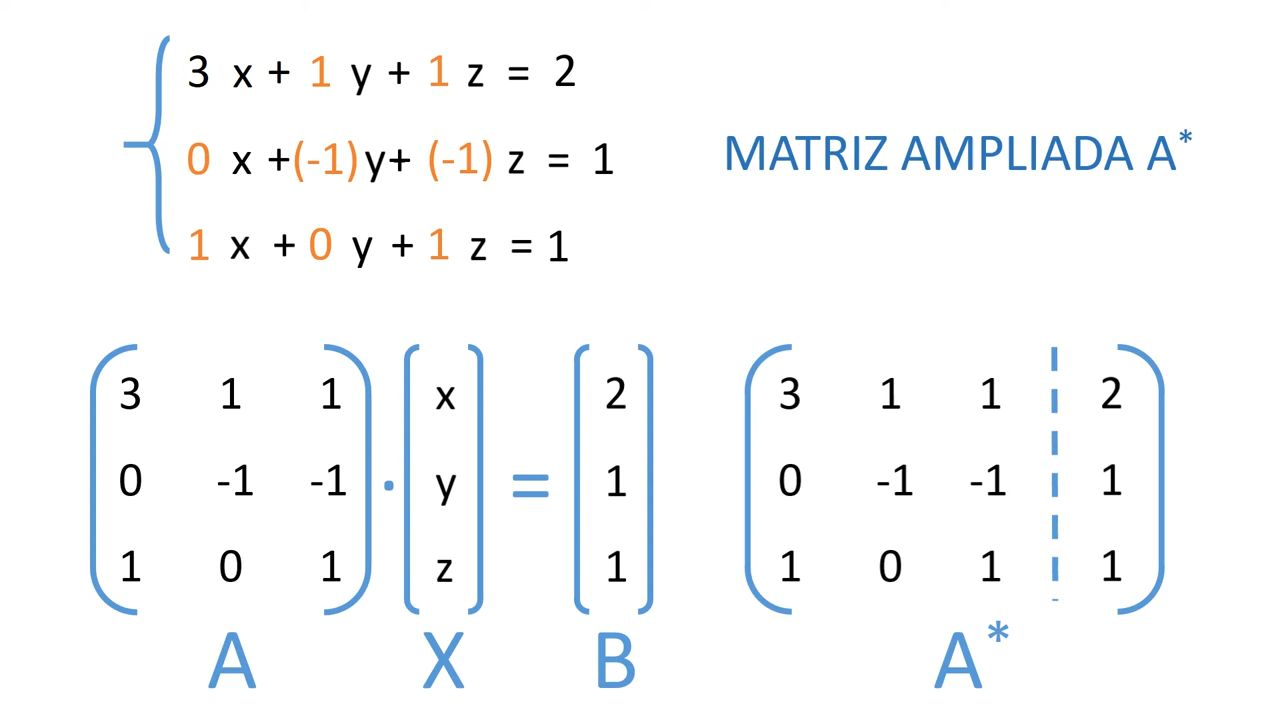 3 x + 1 y + 1 z = 2
0 x +(-1)y+ (-1) z = 1
1 x + 0 y + 1 z = 1
MATRIZ AMPLIADA A*
3 1 1 x 2 3 1 1 2
0 -1 -1 · y = 1 0 -1 -1 1
1 0 1 z 1 1 0 1 1
A X B A*